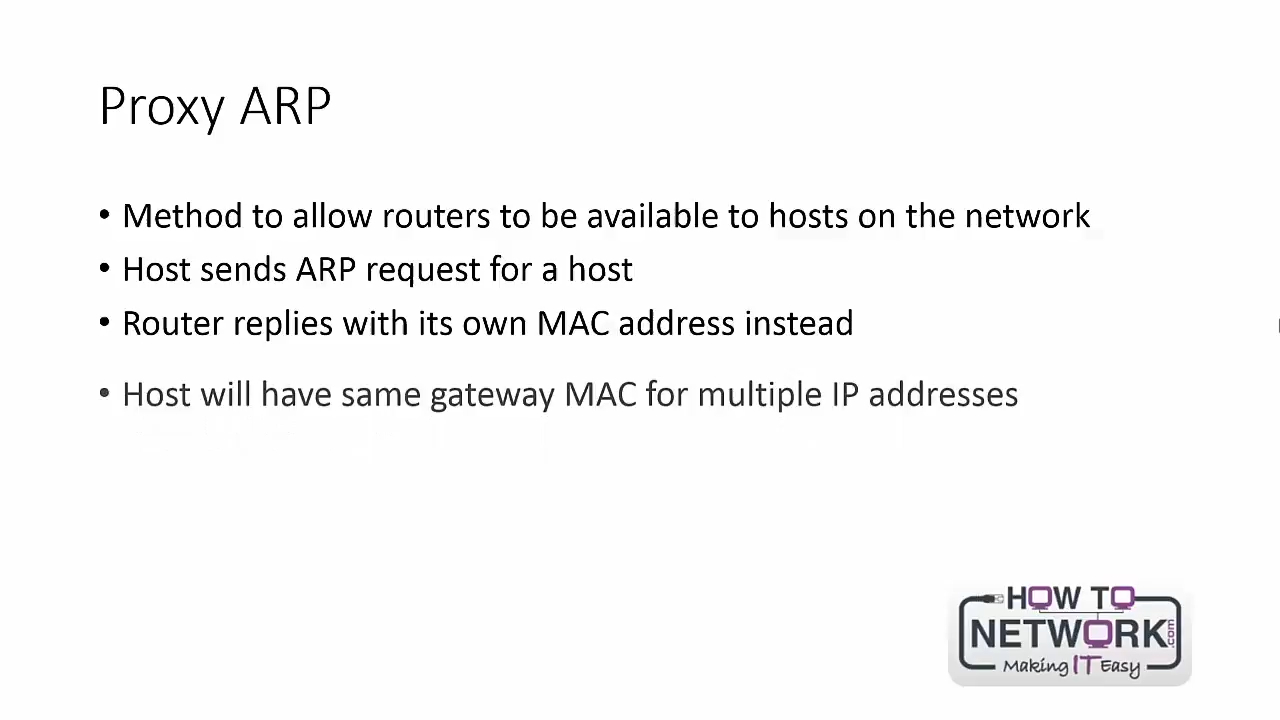 Proxy ARP
• Method to allow routers to be available to hosts on the network
• Host sends ARP request for a host
• Router replies with its own MAC address instead
• Host will have same gateway MAC for multiple IP addresses
HOW TO
NETWORK.com
Making IT Easy